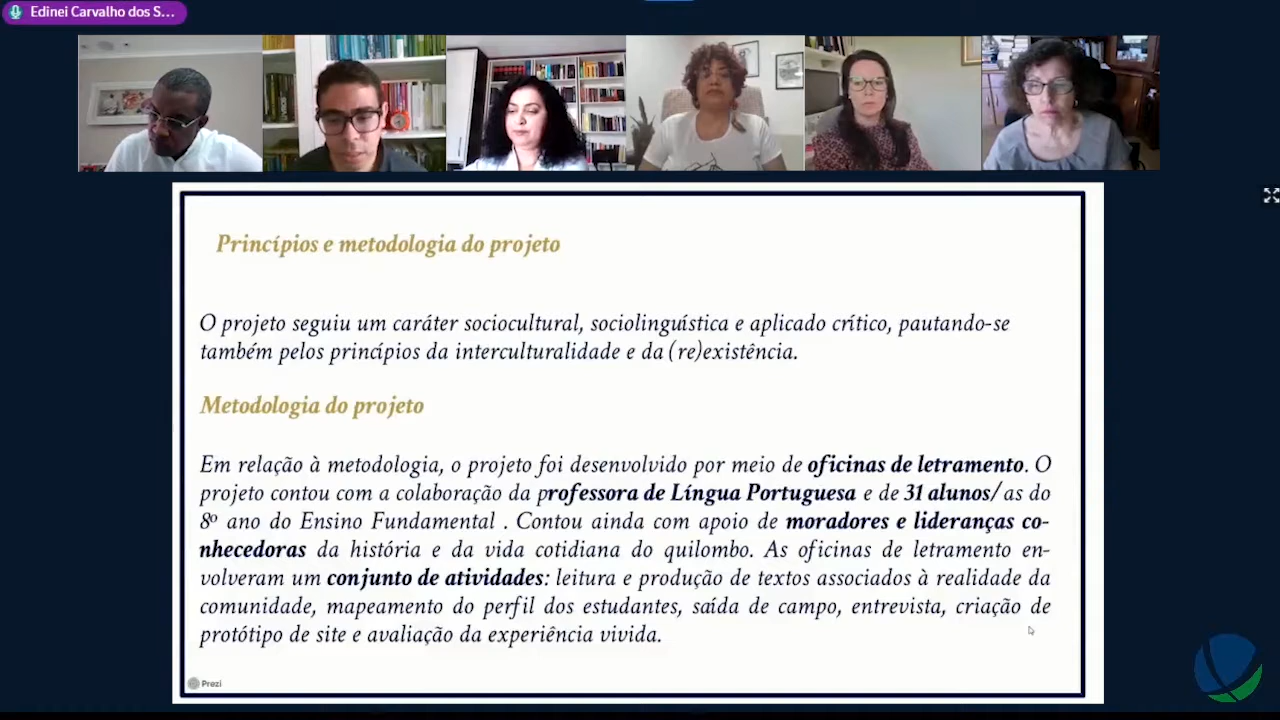 Edinei Carvalho dos S...
Princípios e metodologia do projeto
O projeto seguiu um caráter sociocultural, sociolinguística e aplicado crítico, pautando-se
também pelos princípios da interculturalidade e da (re)existência.
Metodologia do projeto
Em relação à metodologia, o projeto foi desenvolvido por meio de oficinas de letramento. O
projeto contou com a colaboração da professora de Língua Portuguesa e de 31 alunos/as do
8º ano do Ensino Fundamental . Contou ainda com apoio de moradores e lideranças co-
nhecedoras da história e da vida cotidiana do quilombo. As oficinas de letramento en-
volveram um conjunto de atividades: leitura e produção de textos associados à realidade da
comunidade, mapeamento do perfil dos estudantes, saída de campo, entrevista, criação de
protótipo de site e avaliação da experiência vivida.
Prezi